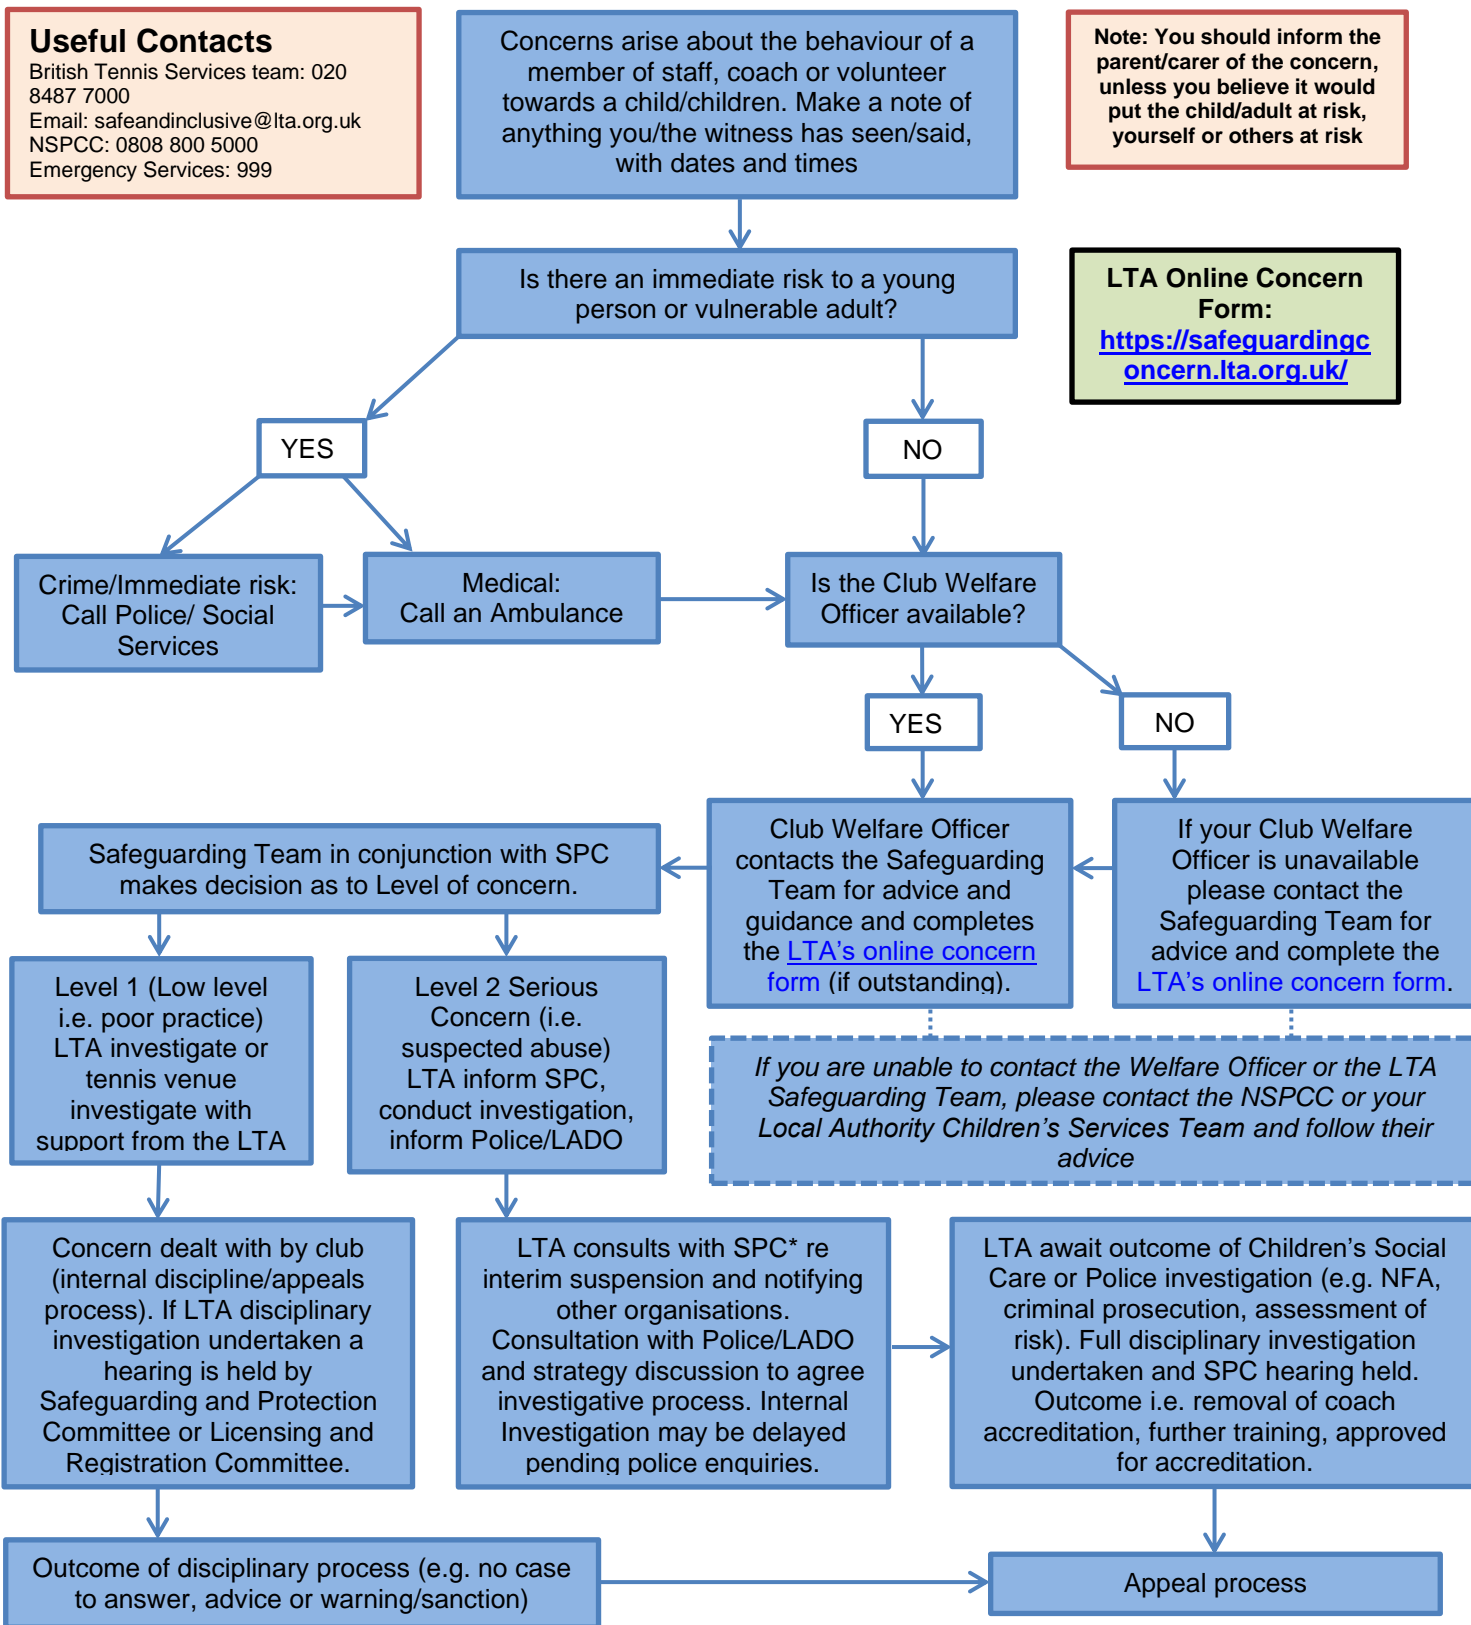 Useful Contacts
British Tennis Services team: 020
8487 7000
Email: safeandinclusive@lta.org.uk
NSPCC: 0808 800 5000
Emergency Services: 999
Concerns arise about the behaviour of a
member of staff, coach or volunteer
towards a child/children. Make a note of
anything you/the witness has seen/said,
with dates and times
Note: You should inform the
parent/carer of the concern,
unless you believe it would
put the child/adult at risk,
yourself or others at risk
Is there an immediate risk to a young
person or vulnerable adult?
LTA Online Concern
Form:
https://safeguardingc
oncern.lta.org.uk/
YES
NO
Crime/Immediate risk:
Call Police/ Social
Services
Medical:
Call an Ambulance
Is the Club Welfare
Officer available?
YES
NO
Safeguarding Team in conjunction with SPC
makes decision as to Level of concern.
Club Welfare Officer
contacts the Safeguarding
Team for advice and
guidance and completes
the LTA's online concern
form (if outstanding).
If your Club Welfare
Officer is unavailable
please contact the
Safeguarding Team for
advice and complete the
LTA's online concern form.
Level 1 (Low level
i.e. poor practice)
LTA investigate or
tennis venue
investigate with
support from the LTA
Level 2 Serious
Concern (i.e.
suspected abuse)
LTA inform SPC,
conduct investigation,
inform Police/LADO
If you are unable to contact the Welfare Officer or the LTA
Safeguarding Team, please contact the NSPCC or your
Local Authority Children's Services Team and follow their
advice
Concern dealt with by club
(internal discipline/appeals
process). If LTA disciplinary
investigation undertaken a
hearing is held by
Safeguarding and Protection
Committee or Licensing and
Registration Committee.
LTA consults with SPC* re
interim suspension and notifying
other organisations.
Consultation with Police/LADO
and strategy discussion to agree
investigative process. Internal
Investigation may be delayed
pending police enquiries.
LTA await outcome of Children's Social
Care or Police investigation (e.g. NFA,
criminal prosecution, assessment of
risk). Full disciplinary investigation
undertaken and SPC hearing held.
Outcome i.e. removal of coach
accreditation, further training, approved
for accreditation.
Outcome of disciplinary process (e.g. no case
to answer, advice or warning/sanction)
Appeal process